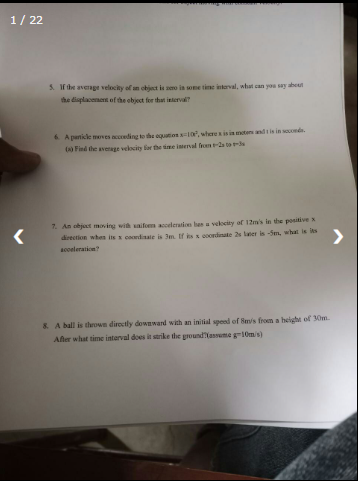 1 / 22
5. If the average velocity of an object is zero in some time interval, what can you say about
the displacement of the object for that interval?
6. A particle moves according to the equation x=10t², where x is in meters and t is in seconds.
(a) Find the average velocity for the time interval from t=2s to t=3s
7. An object moving with uniform acceleration has a velocity of 12m/s in the positive x
direction when its x coordinate is 3m. If its x coordinate 2s later is -5m, what is its
acceleration?
8. A ball is thrown directly downward with an initial speed of 8m/s from a height of 30m.
After what time interval does it strike the ground?(assume g=10m/s)